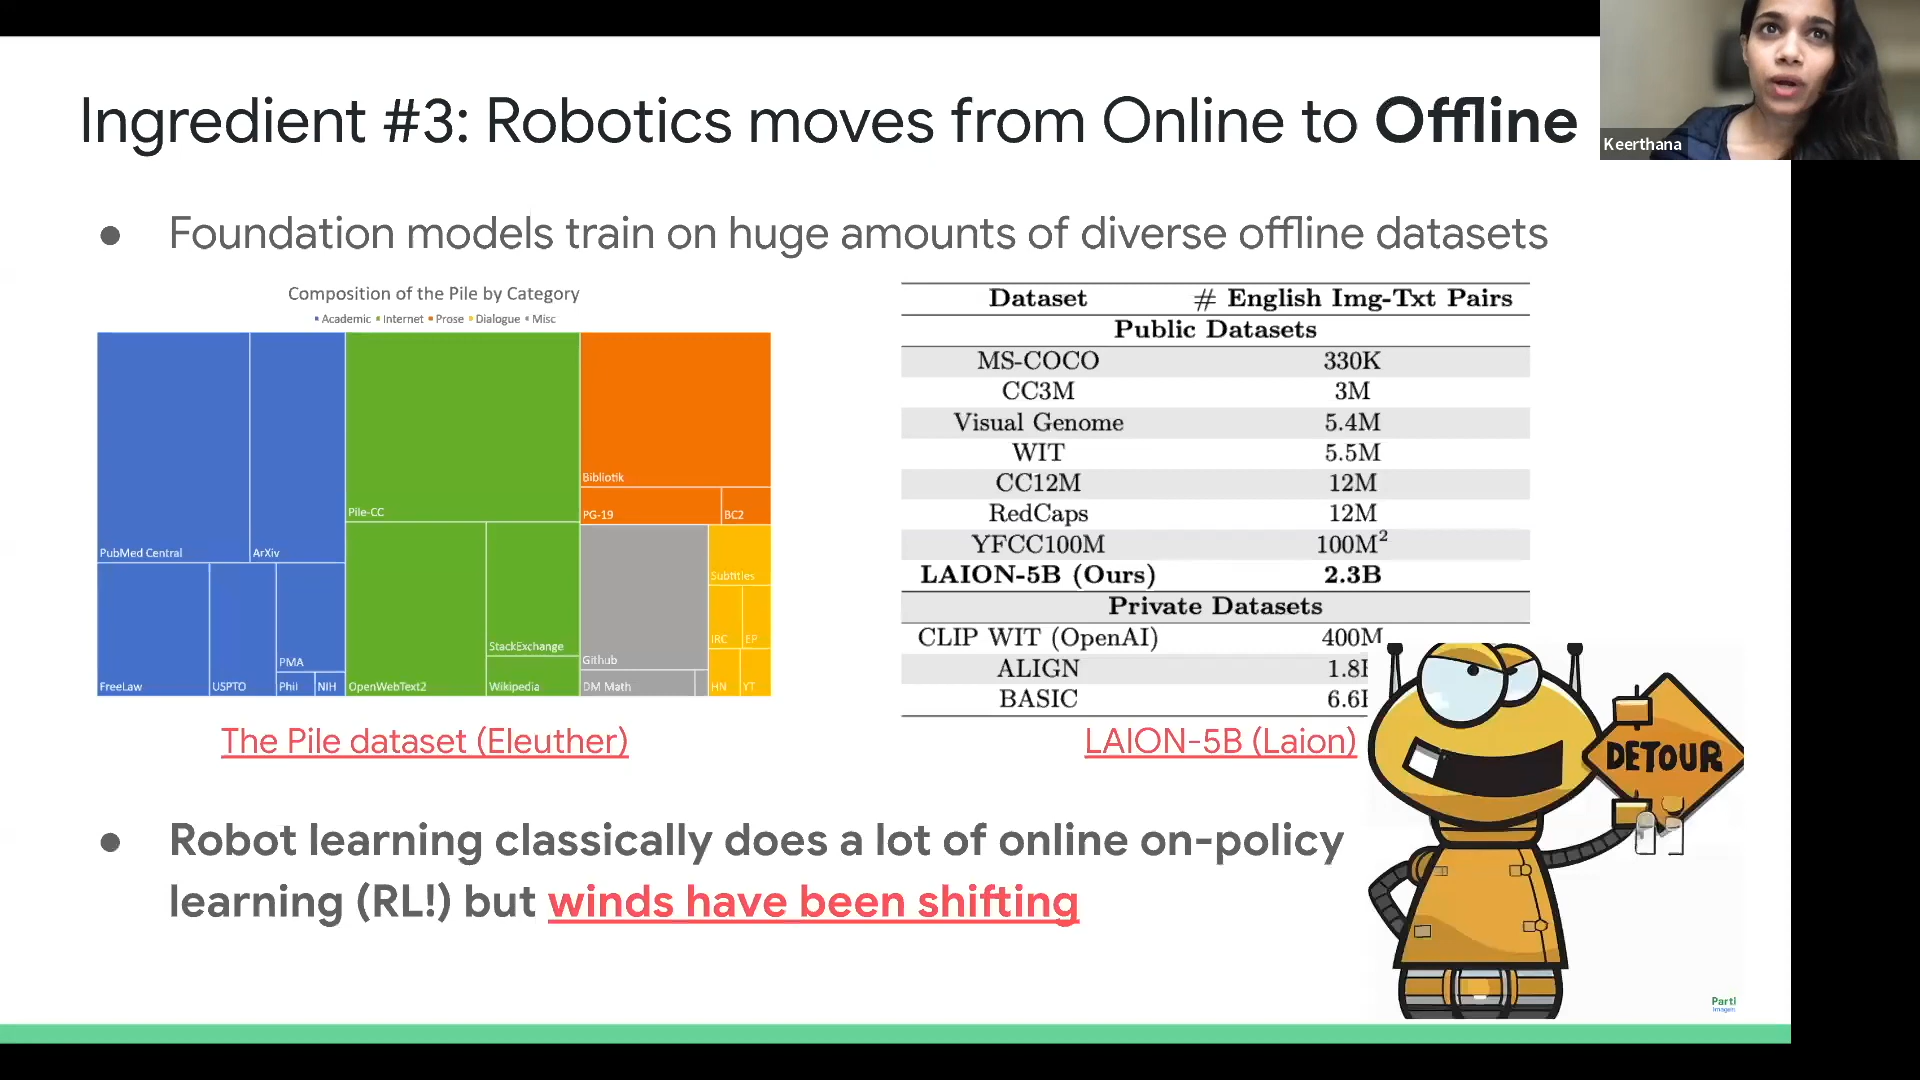 Ingredient #3: Robotics moves from Online to Offline
Keerthana
● Foundation models train on huge amounts of diverse offline datasets
Composition of the Pile by Category
Academic Internet Prose Dialogue Misc
PubMed Central
ArXiv
FreeLaw
USPTO
PMA
Phil
NIH
Pile-CC
OpenWebText2
StackExchange
Wikipedia
Bibliotik
PG-19
BC2
Github
DM Math
Subtitles
IRC
EP
HN
YT
The Pile dataset (Eleuther)
Dataset # English Img-Txt Pairs
Public Datasets
MS-COCO 330K
CC3M 3M
Visual Genome 5.4M
WIT 5.5M
CC12M 12M
RedCaps 12M
YFCC100M 100M²
LAION-5B (Ours) 2.3B
Private Datasets
CLIP WIT (OpenAI) 400M
ALIGN 1.8B
BASIC 6.6B
LAION-5B (Laion)
DETOUR
● Robot learning classically does a lot of online on-policy
learning (RL!) but winds have been shifting
Parti
Imagen